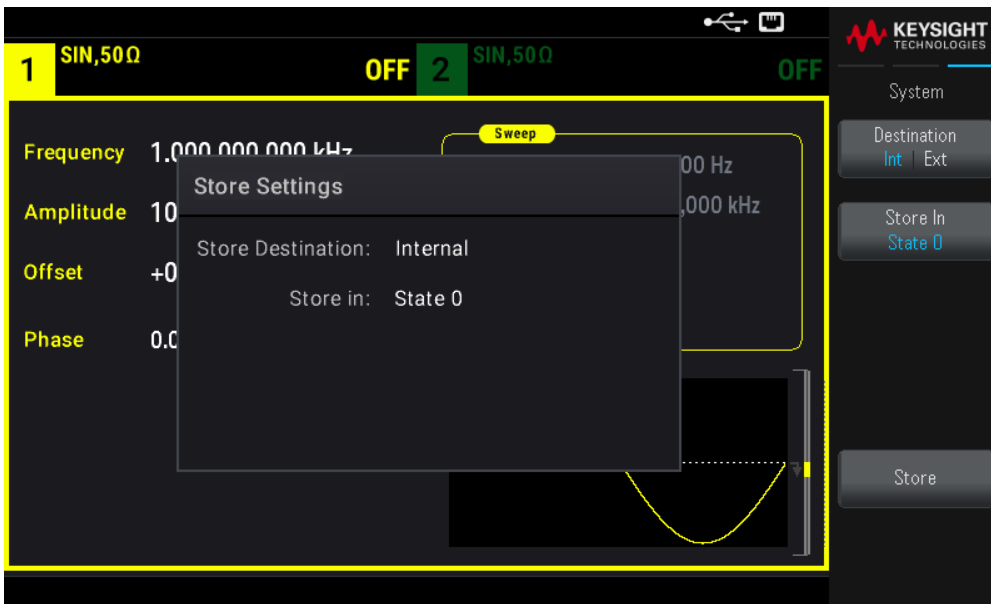 KEYSIGHT
TECHNOLOGIES
1 SIN,50Ω OFF 2 SIN,50Ω OFF
System
Sweep
Destination
Int | Ext
Frequency 1.000,000,000 kHz
00 Hz
Store Settings
Amplitude 10
,000 kHz
Store In
State 0
Store Destination: Internal
Offset +0
Store in: State 0
Phase 0.0
Store